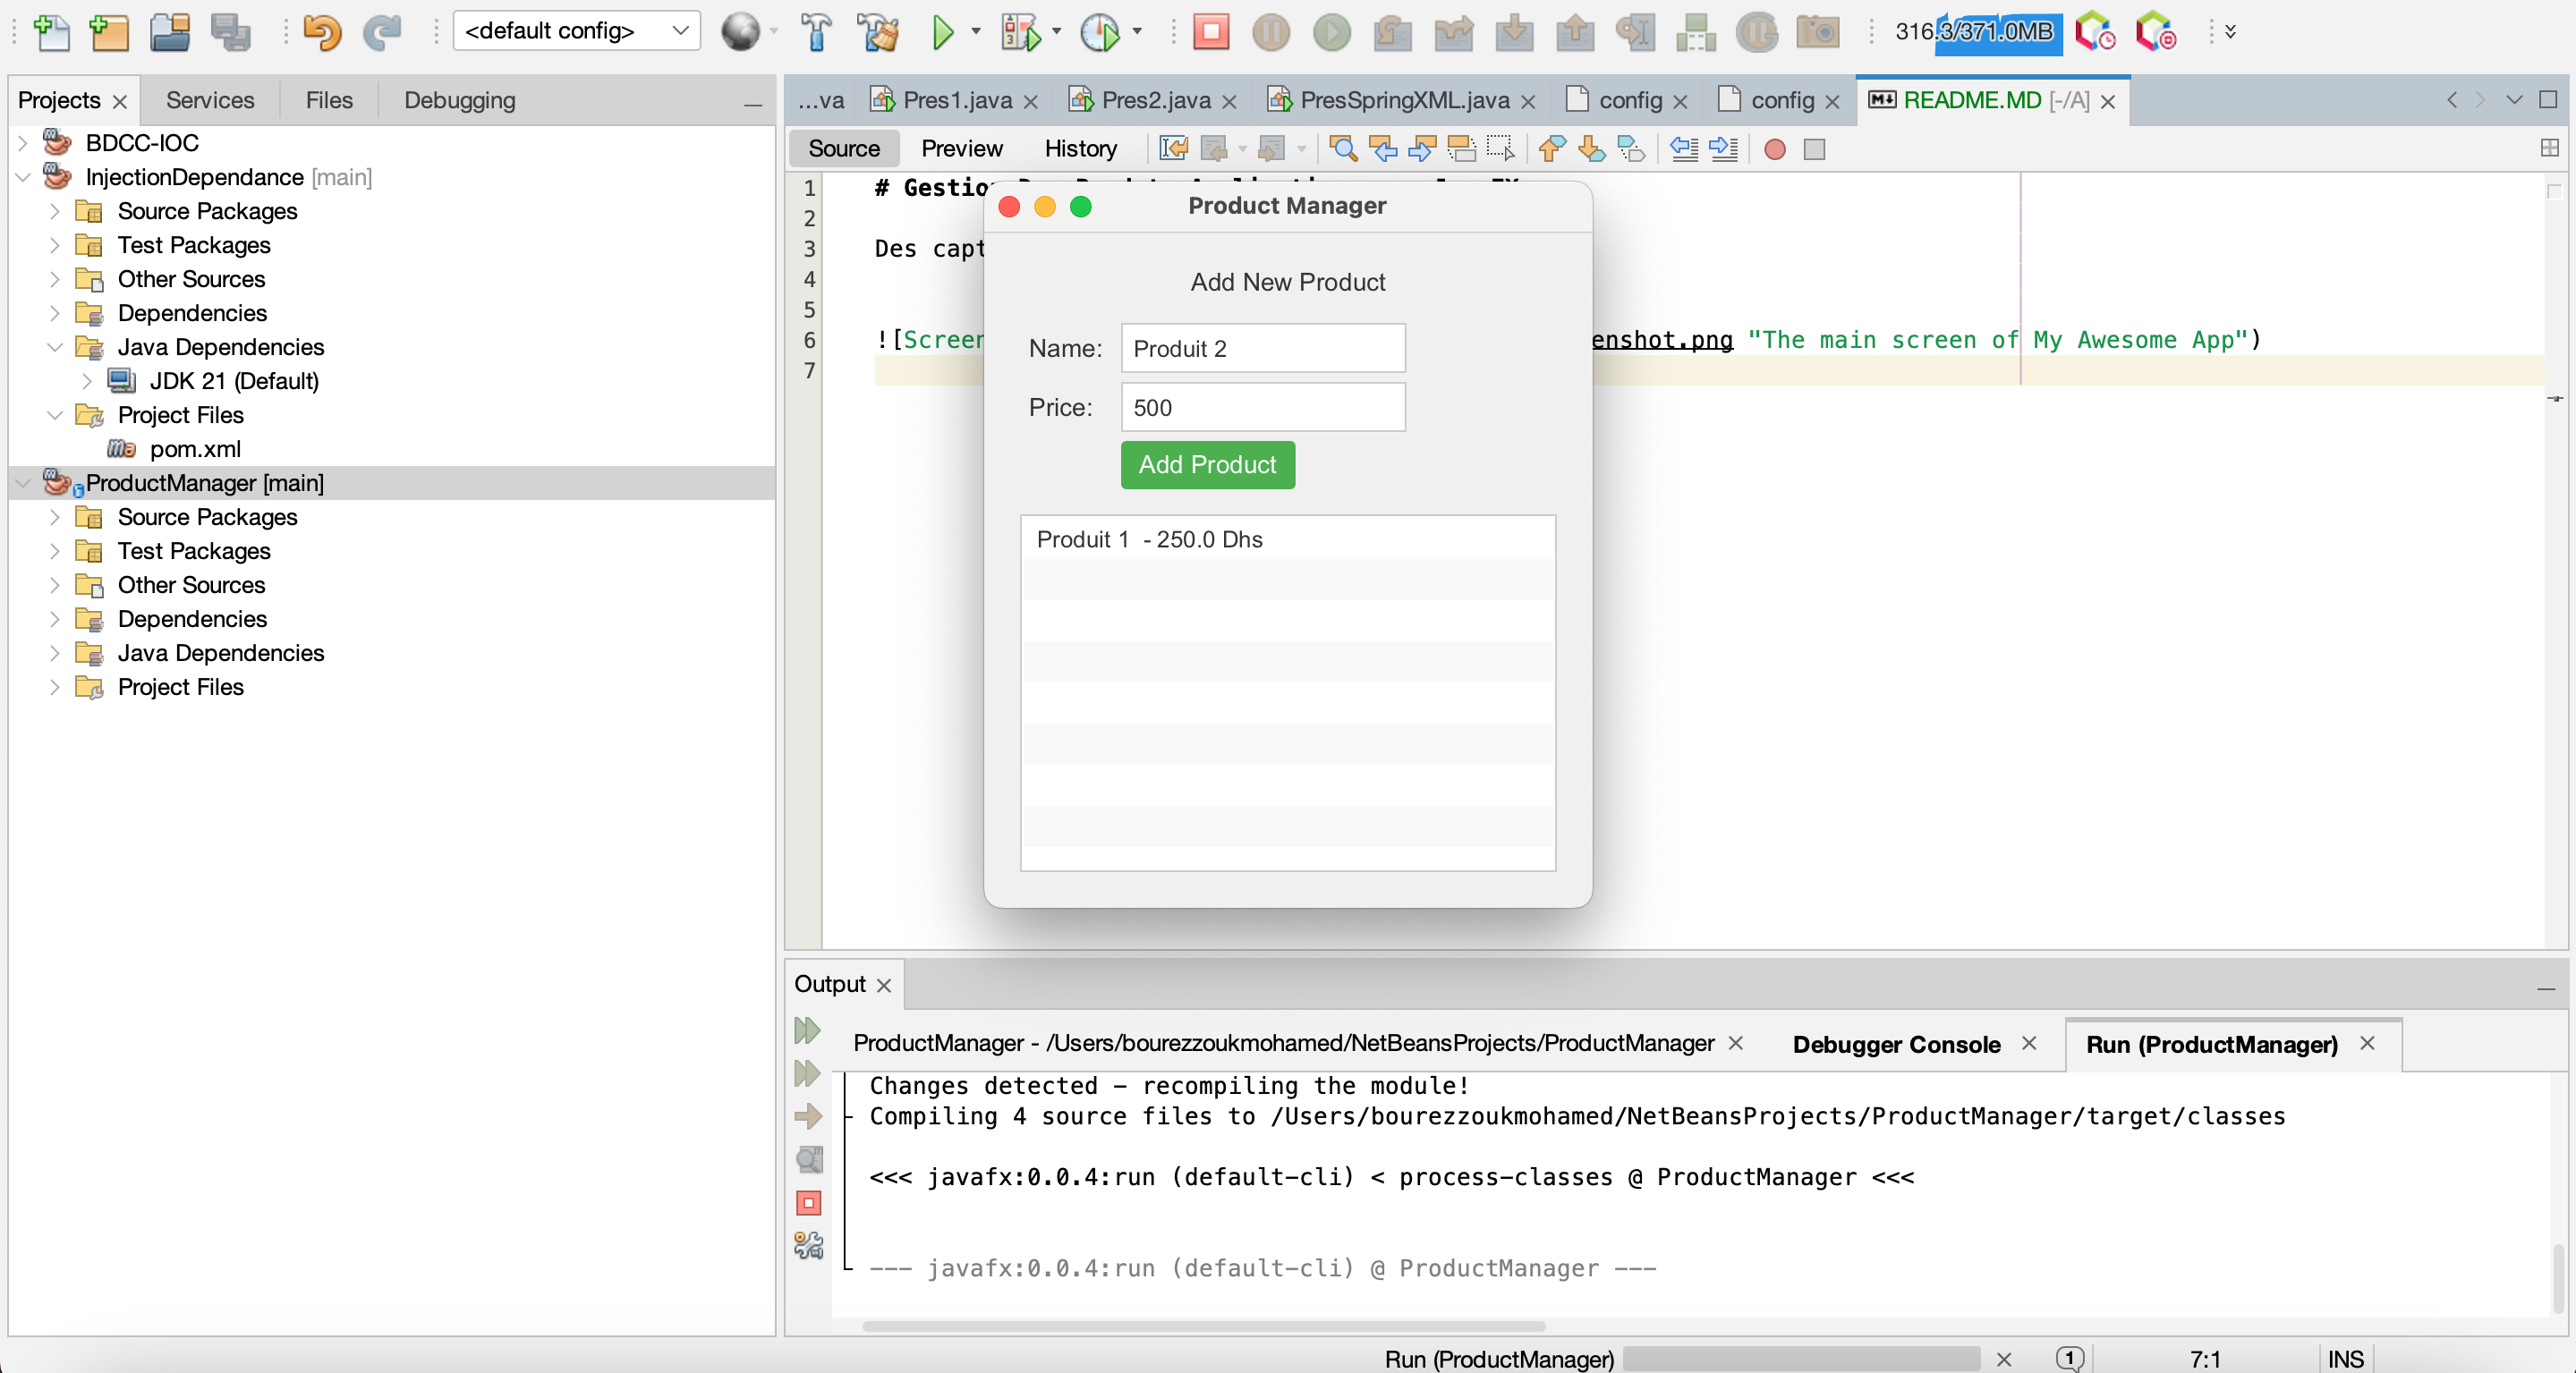 <default config>
316.3/371.0MB
Projects
Services
Files
Debugging
BDCC-IOC
InjectionDependance [main]
Source Packages
Test Packages
Other Sources
Dependencies
Java Dependencies
JDK 21 (Default)
Project Files
pom.xml
ProductManager [main]
Source Packages
Test Packages
Other Sources
Dependencies
Java Dependencies
Project Files
...va
Pres1.java
Pres2.java
PresSpringXML.java
config
config
README.MD [-/A]
Source
Preview
History
1 # Gestio
2
3 Des capt
4
5
6 ![Screen
enshot.png "The main screen of My Awesome App")
7
Product Manager
Add New Product
Name: Produit 2
Price: 500
Add Product
Produit 1 - 250.0 Dhs
Output
ProductManager - /Users/bourezzoukmohamed/NetBeansProjects/ProductManager
Debugger Console
Run (ProductManager)
Changes detected - recompiling the module!
Compiling 4 source files to /Users/bourezzoukmohamed/NetBeansProjects/ProductManager/target/classes
<<< javafx:0.0.4:run (default-cli) < process-classes @ ProductManager <<<
--- javafx:0.0.4:run (default-cli) @ ProductManager ---
Run (ProductManager)
1
7:1
INS